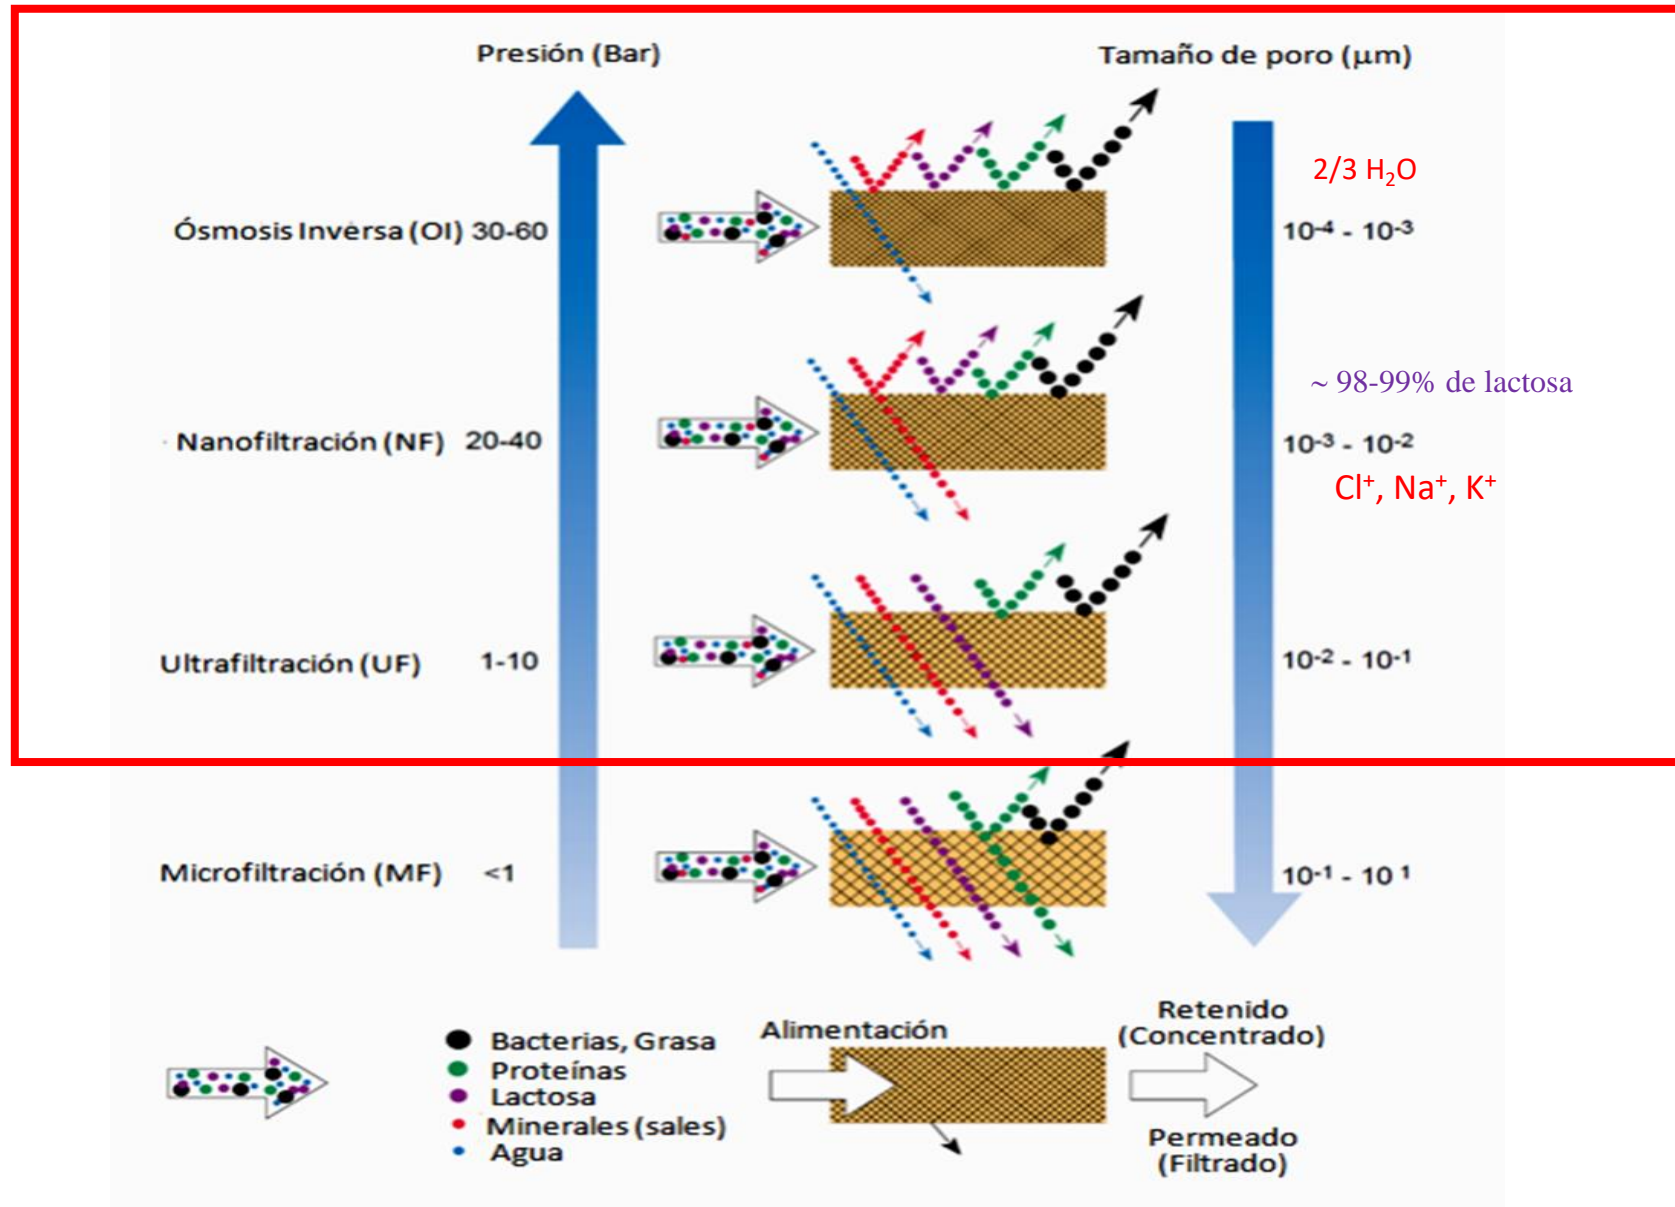 Presión (Bar)
Tamaño de poro (µm)
2/3 H₂O
Ósmosis Inversa (OI) 30-60
10⁻⁴ - 10⁻³
~ 98-99% de lactosa
Nanofiltración (NF) 20-40
10⁻³ - 10⁻²
Cl⁺, Na⁺, K⁺
Ultrafiltración (UF) 1-10
10⁻² - 10⁻¹
Microfiltración (MF) <1
10⁻¹ - 10¹
Bacterias, Grasa
Proteínas
Lactosa
Minerales (sales)
Agua
Alimentación
Retenido
(Concentrado)
Permeado
(Filtrado)